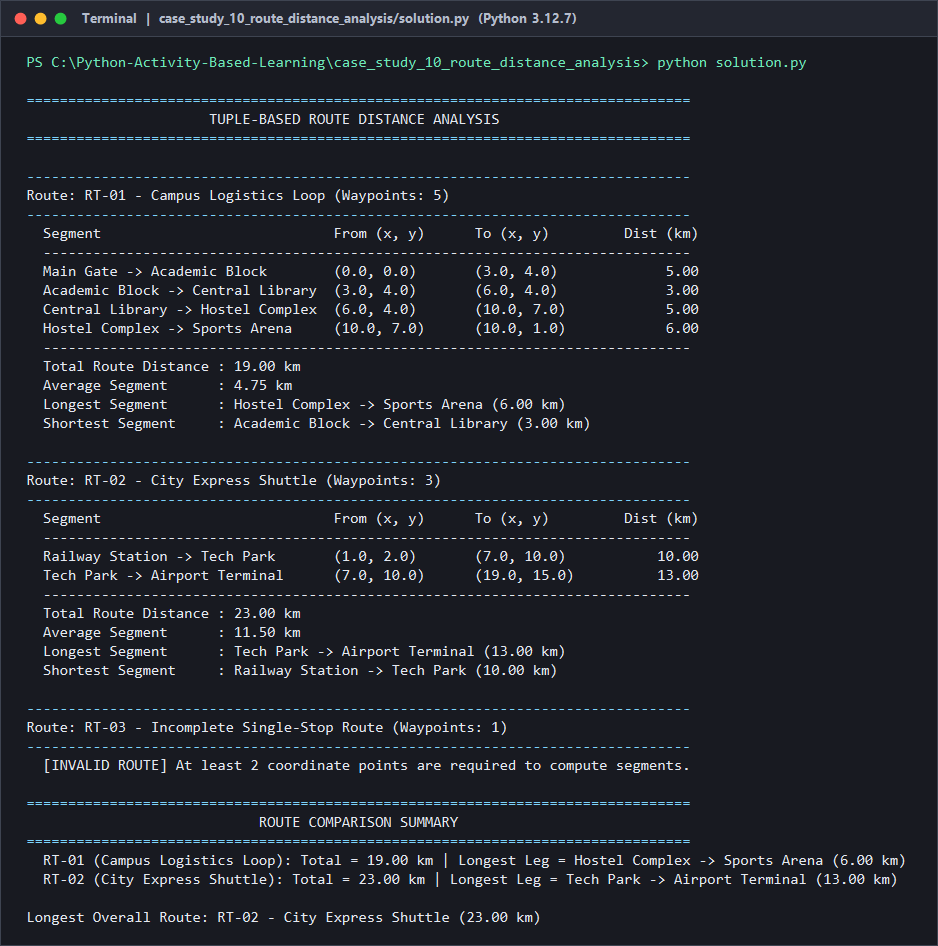 Terminal | case_study_10_route_distance_analysis/solution.py (Python 3.12.7)
PS C:\Python-Activity-Based-Learning\case_study_10_route_distance_analysis> python solution.py
================================================================================
TUPLE-BASED ROUTE DISTANCE ANALYSIS
================================================================================
--------------------------------------------------------------------------------
Route: RT-01 - Campus Logistics Loop (Waypoints: 5)
--------------------------------------------------------------------------------
Segment From (x, y) To (x, y) Dist (km)
------------------------------------------------------------------------------
Main Gate -> Academic Block (0.0, 0.0) (3.0, 4.0) 5.00
Academic Block -> Central Library (3.0, 4.0) (6.0, 4.0) 3.00
Central Library -> Hostel Complex (6.0, 4.0) (10.0, 7.0) 5.00
Hostel Complex -> Sports Arena (10.0, 7.0) (10.0, 1.0) 6.00
------------------------------------------------------------------------------
Total Route Distance : 19.00 km
Average Segment : 4.75 km
Longest Segment : Hostel Complex -> Sports Arena (6.00 km)
Shortest Segment : Academic Block -> Central Library (3.00 km)
--------------------------------------------------------------------------------
Route: RT-02 - City Express Shuttle (Waypoints: 3)
--------------------------------------------------------------------------------
Segment From (x, y) To (x, y) Dist (km)
------------------------------------------------------------------------------
Railway Station -> Tech Park (1.0, 2.0) (7.0, 10.0) 10.00
Tech Park -> Airport Terminal (7.0, 10.0) (19.0, 15.0) 13.00
------------------------------------------------------------------------------
Total Route Distance : 23.00 km
Average Segment : 11.50 km
Longest Segment : Tech Park -> Airport Terminal (13.00 km)
Shortest Segment : Railway Station -> Tech Park (10.00 km)
--------------------------------------------------------------------------------
Route: RT-03 - Incomplete Single-Stop Route (Waypoints: 1)
--------------------------------------------------------------------------------
[INVALID ROUTE] At least 2 coordinate points are required to compute segments.
================================================================================
ROUTE COMPARISON SUMMARY
================================================================================
RT-01 (Campus Logistics Loop): Total = 19.00 km | Longest Leg = Hostel Complex -> Sports Arena (6.00 km)
RT-02 (City Express Shuttle): Total = 23.00 km | Longest Leg = Tech Park -> Airport Terminal (13.00 km)
Longest Overall Route: RT-02 - City Express Shuttle (23.00 km)